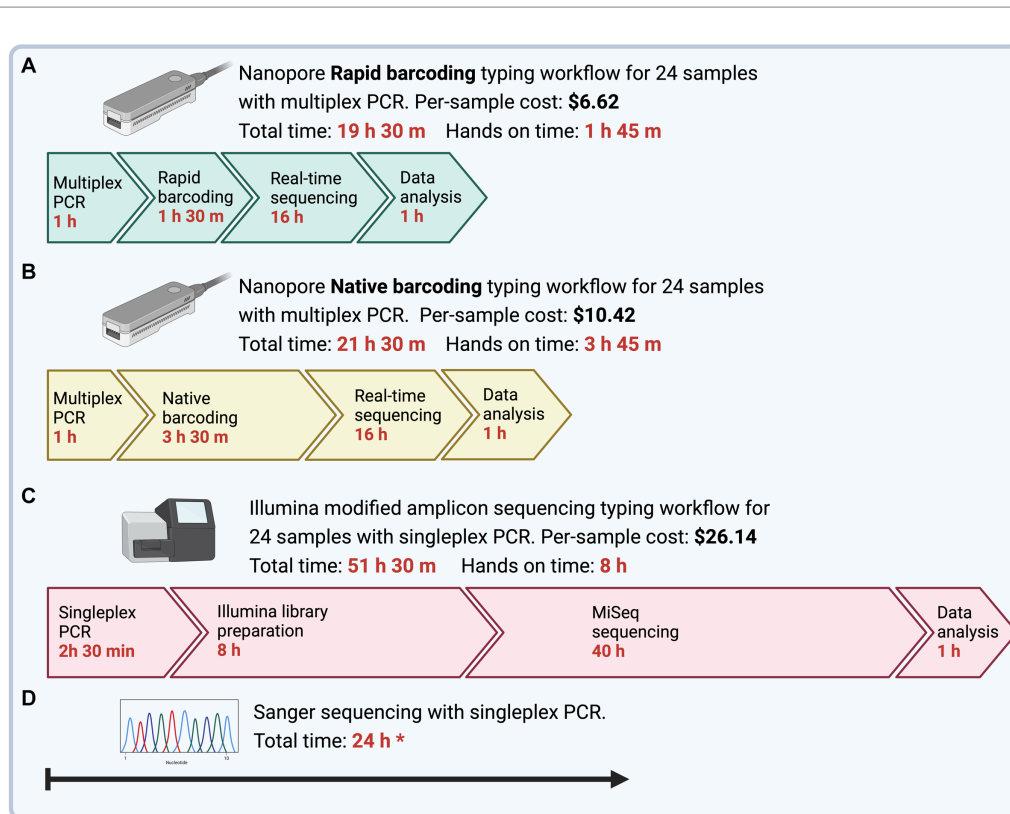 A
Nanopore Rapid barcoding typing workflow for 24 samples
with multiplex PCR. Per-sample cost: $6.62
Total time: 19 h 30 m Hands on time: 1 h 45 m
Multiplex
PCR
1 h
Rapid
barcoding
1 h 30 m
Real-time
sequencing
16 h
Data
analysis
1 h
B
Nanopore Native barcoding typing workflow for 24 samples
with multiplex PCR. Per-sample cost: $10.42
Total time: 21 h 30 m Hands on time: 3 h 45 m
Multiplex
PCR
1 h
Native
barcoding
3 h 30 m
Real-time
sequencing
16 h
Data
analysis
1 h
C
Illumina modified amplicon sequencing typing workflow for
24 samples with singleplex PCR. Per-sample cost: $26.14
Total time: 51 h 30 m Hands on time: 8 h
Singleplex
PCR
2h 30 min
Illumina library
preparation
8 h
MiSeq
sequencing
40 h
Data
analysis
1 h
D
Sanger sequencing with singleplex PCR.
Total time: 24 h *
1 10
Nucleotide